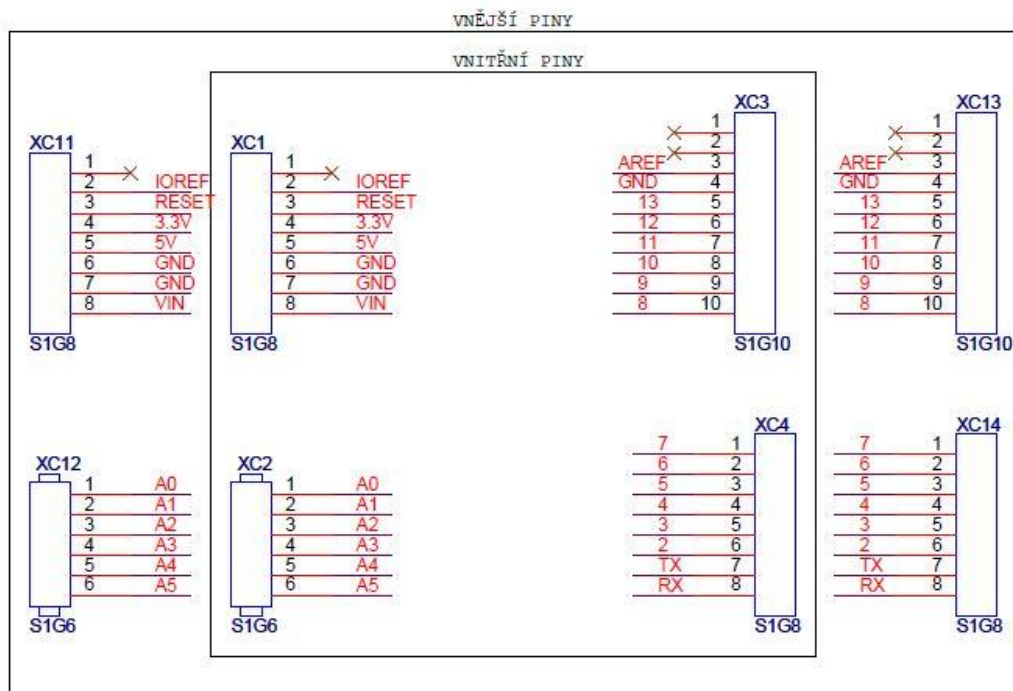 VNĚJŠÍ PINY
VNITŘNÍ PINY
XC11
1
2 IOREF
3 RESET
4 3.3V
5 5V
6 GND
7 GND
8 VIN
S1G8
XC1
1
2 IOREF
3 RESET
4 3.3V
5 5V
6 GND
7 GND
8 VIN
S1G8
XC3
1
2
AREF 3
GND 4
13 5
12 6
11 7
10 8
9 9
8 10
S1G10
XC13
1
2
AREF 3
GND 4
13 5
12 6
11 7
10 8
9 9
8 10
S1G10
XC12
1 A0
2 A1
3 A2
4 A3
5 A4
6 A5
S1G6
XC2
1 A0
2 A1
3 A2
4 A3
5 A4
6 A5
S1G6
XC4
7 1
6 2
5 3
4 4
3 5
2 6
TX 7
RX 8
S1G8
XC14
7 1
6 2
5 3
4 4
3 5
2 6
TX 7
RX 8
S1G8